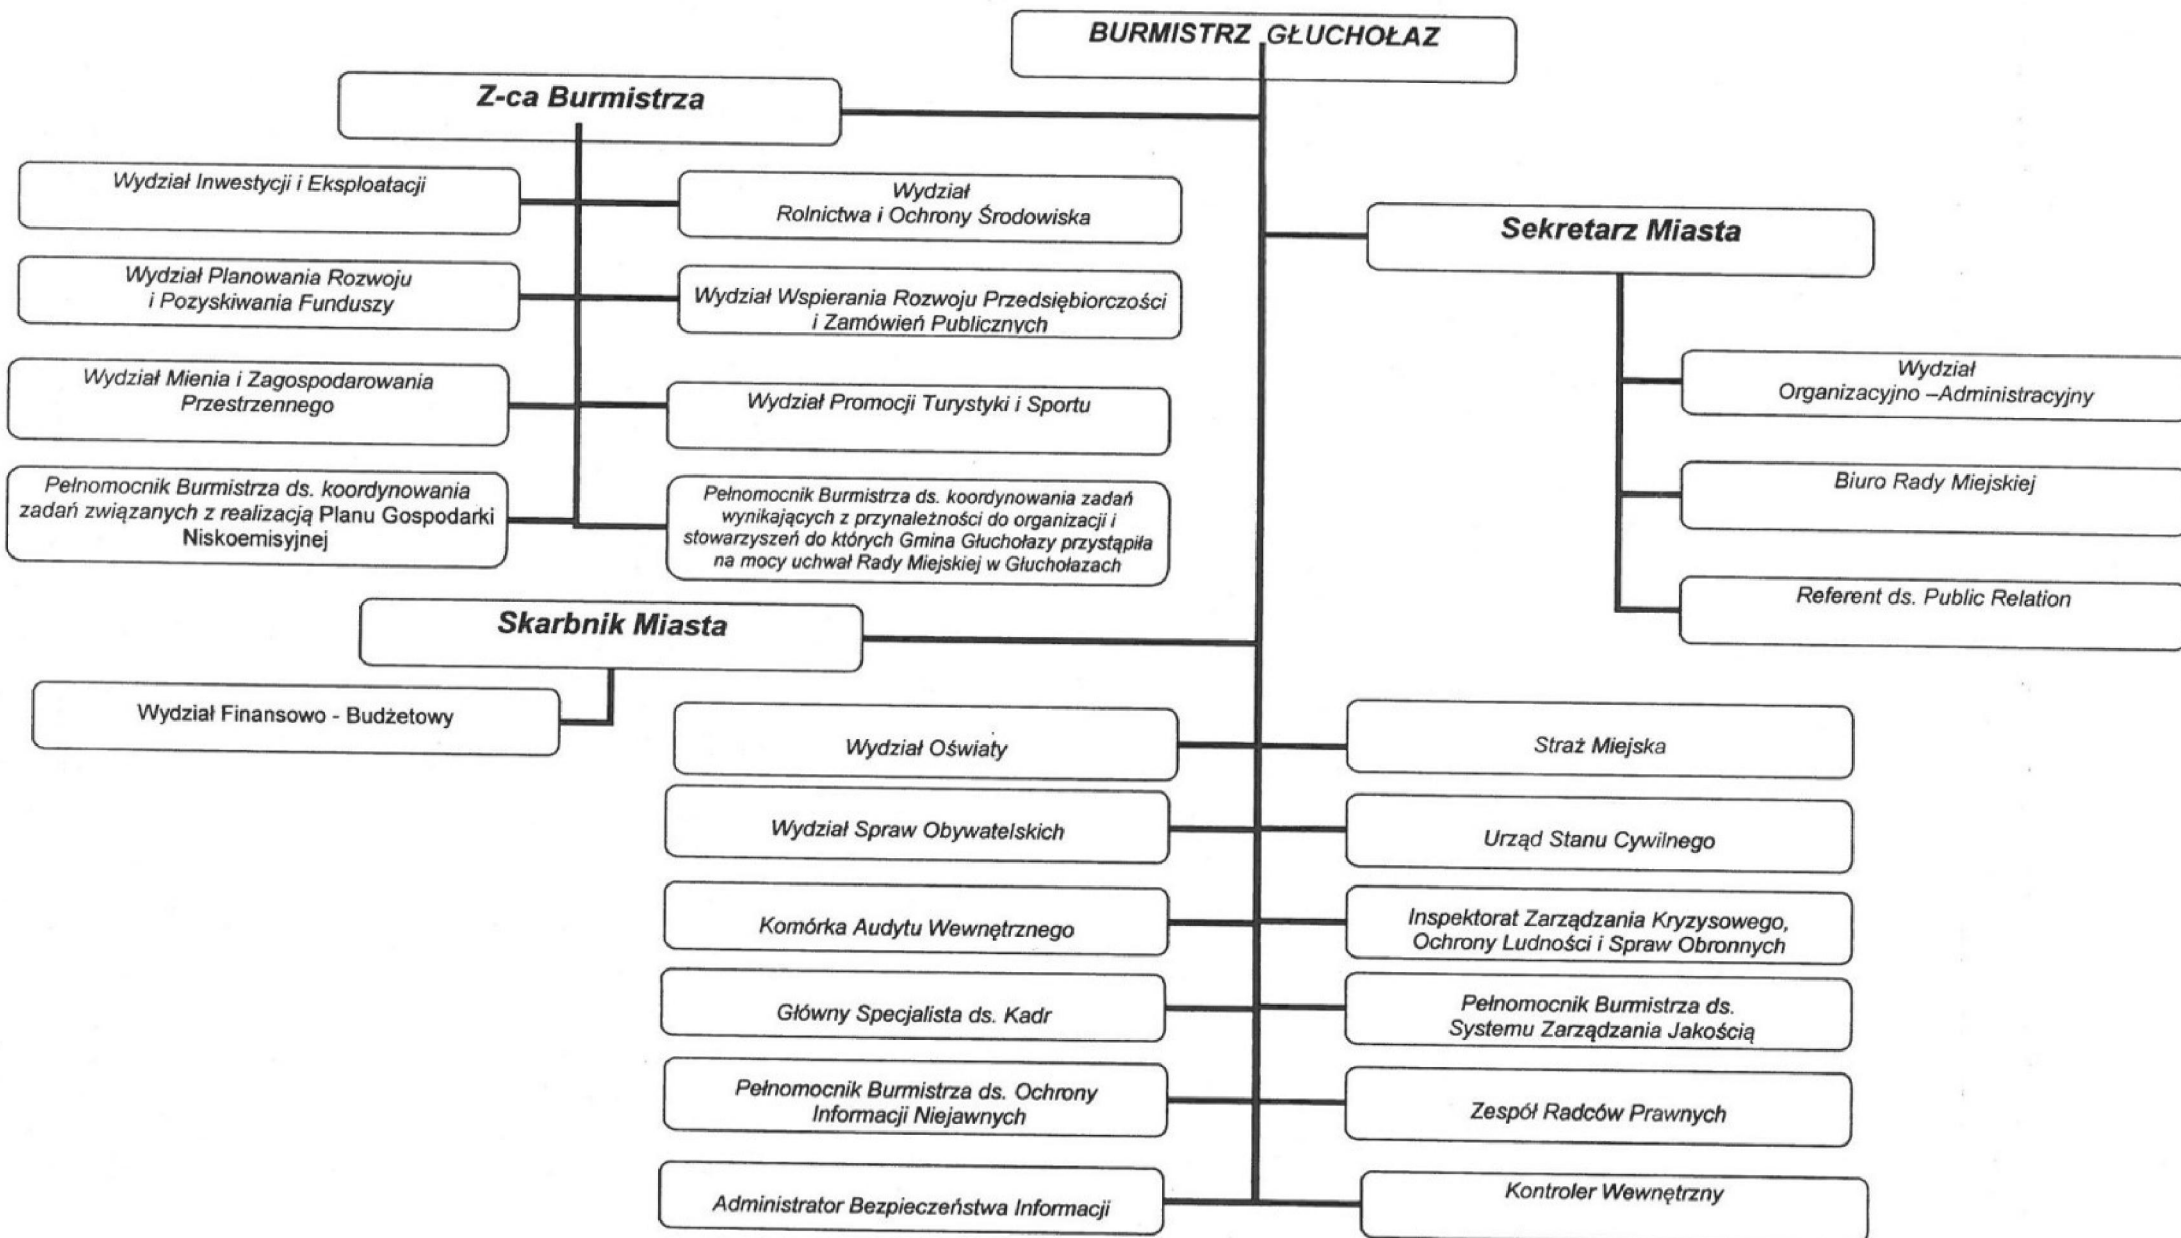 BURMISTRZ GŁUCHOŁAZ
Z-ca Burmistrza
Wydział Inwestycji i Eksploatacji
Wydział
Rolnictwa i Ochrony Środowiska
Sekretarz Miasta
Wydział Planowania Rozwoju
i Pozyskiwania Funduszy
Wydział Wspierania Rozwoju Przedsiębiorczości
i Zamówień Publicznych
Wydział Mienia i Zagospodarowania
Przestrzennego
Wydział Promocji Turystyki i Sportu
Wydział
Organizacyjno –Administracyjny
Pełnomocnik Burmistrza ds. koordynowania
zadań związanych z realizacją Planu Gospodarki
Niskoemisyjnej
Pełnomocnik Burmistrza ds. koordynowania zadań
wynikających z przynależności do organizacji i
stowarzyszeń do których Gmina Głuchołazy przystąpiła
na mocy uchwał Rady Miejskiej w Głuchołazach
Biuro Rady Miejskiej
Referent ds. Public Relation
Skarbnik Miasta
Wydział Finansowo - Budżetowy
Wydział Oświaty
Straż Miejska
Wydział Spraw Obywatelskich
Urząd Stanu Cywilnego
Komórka Audytu Wewnętrznego
Inspektorat Zarządzania Kryzysowego,
Ochrony Ludności i Spraw Obronnych
Główny Specjalista ds. Kadr
Pełnomocnik Burmistrza ds.
Systemu Zarządzania Jakością
Pełnomocnik Burmistrza ds. Ochrony
Informacji Niejawnych
Zespół Radców Prawnych
Administrator Bezpieczeństwa Informacji
Kontroler Wewnętrzny